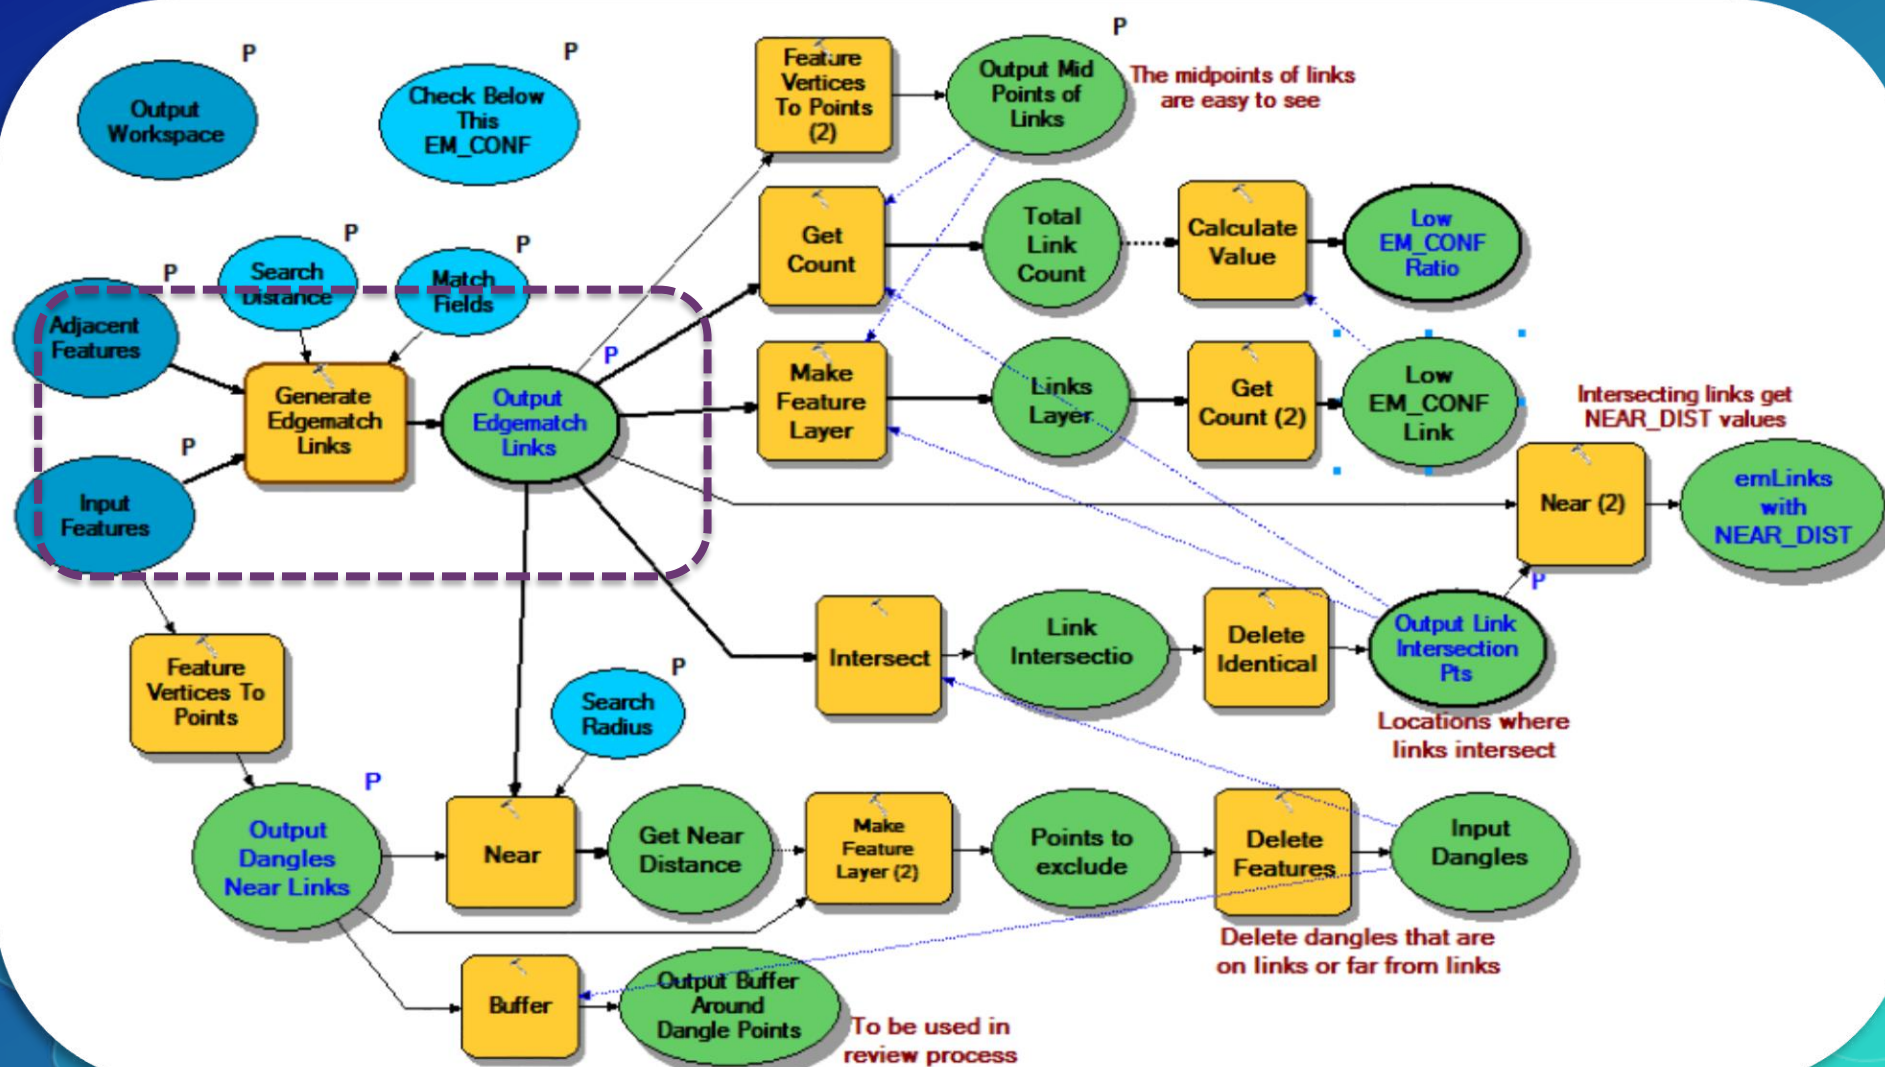 P
Output
Workspace
P
Check Below
This
EM_CONF
Feature
Vertices
To Points
(2)
P
Output Mid
Points of
Links
The midpoints of links
are easy to see
Get
Count
Total
Link
Count
Calculate
Value
Low
EM_CONF
Ratio
P
Search
Distance
P
Match
Fields
P
Adjacent
Features
P
Input
Features
Generate
Edgematch
Links
P
Output
Edgematch
Links
Make
Feature
Layer
Links
Layer
Get
Count (2)
Low
EM_CONF
Link
Intersecting links get
NEAR_DIST values
Near (2)
emLinks
with
NEAR_DIST
Feature
Vertices To
Points
Intersect
Link
Intersectio
Delete
Identical
P
Output Link
Intersection
Pts
Locations where
links intersect
P
Search
Radius
P
Output
Dangles
Near Links
Near
Get Near
Distance
Make
Feature
Layer (2)
Points to
exclude
Delete
Features
Input
Dangles
Delete dangles that are
on links or far from links
Buffer
Output Buffer
Around
Dangle Points
To be used in
review process